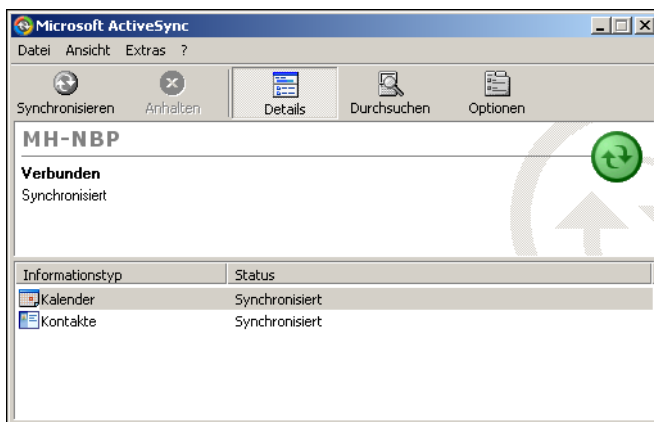 Microsoft ActiveSync
Datei Ansicht Extras ?
Synchronisieren Anhalten Details Durchsuchen Optionen
MH-NBP
Verbunden
Synchronisiert
Informationstyp Status
Kalender Synchronisiert
Kontakte Synchronisiert